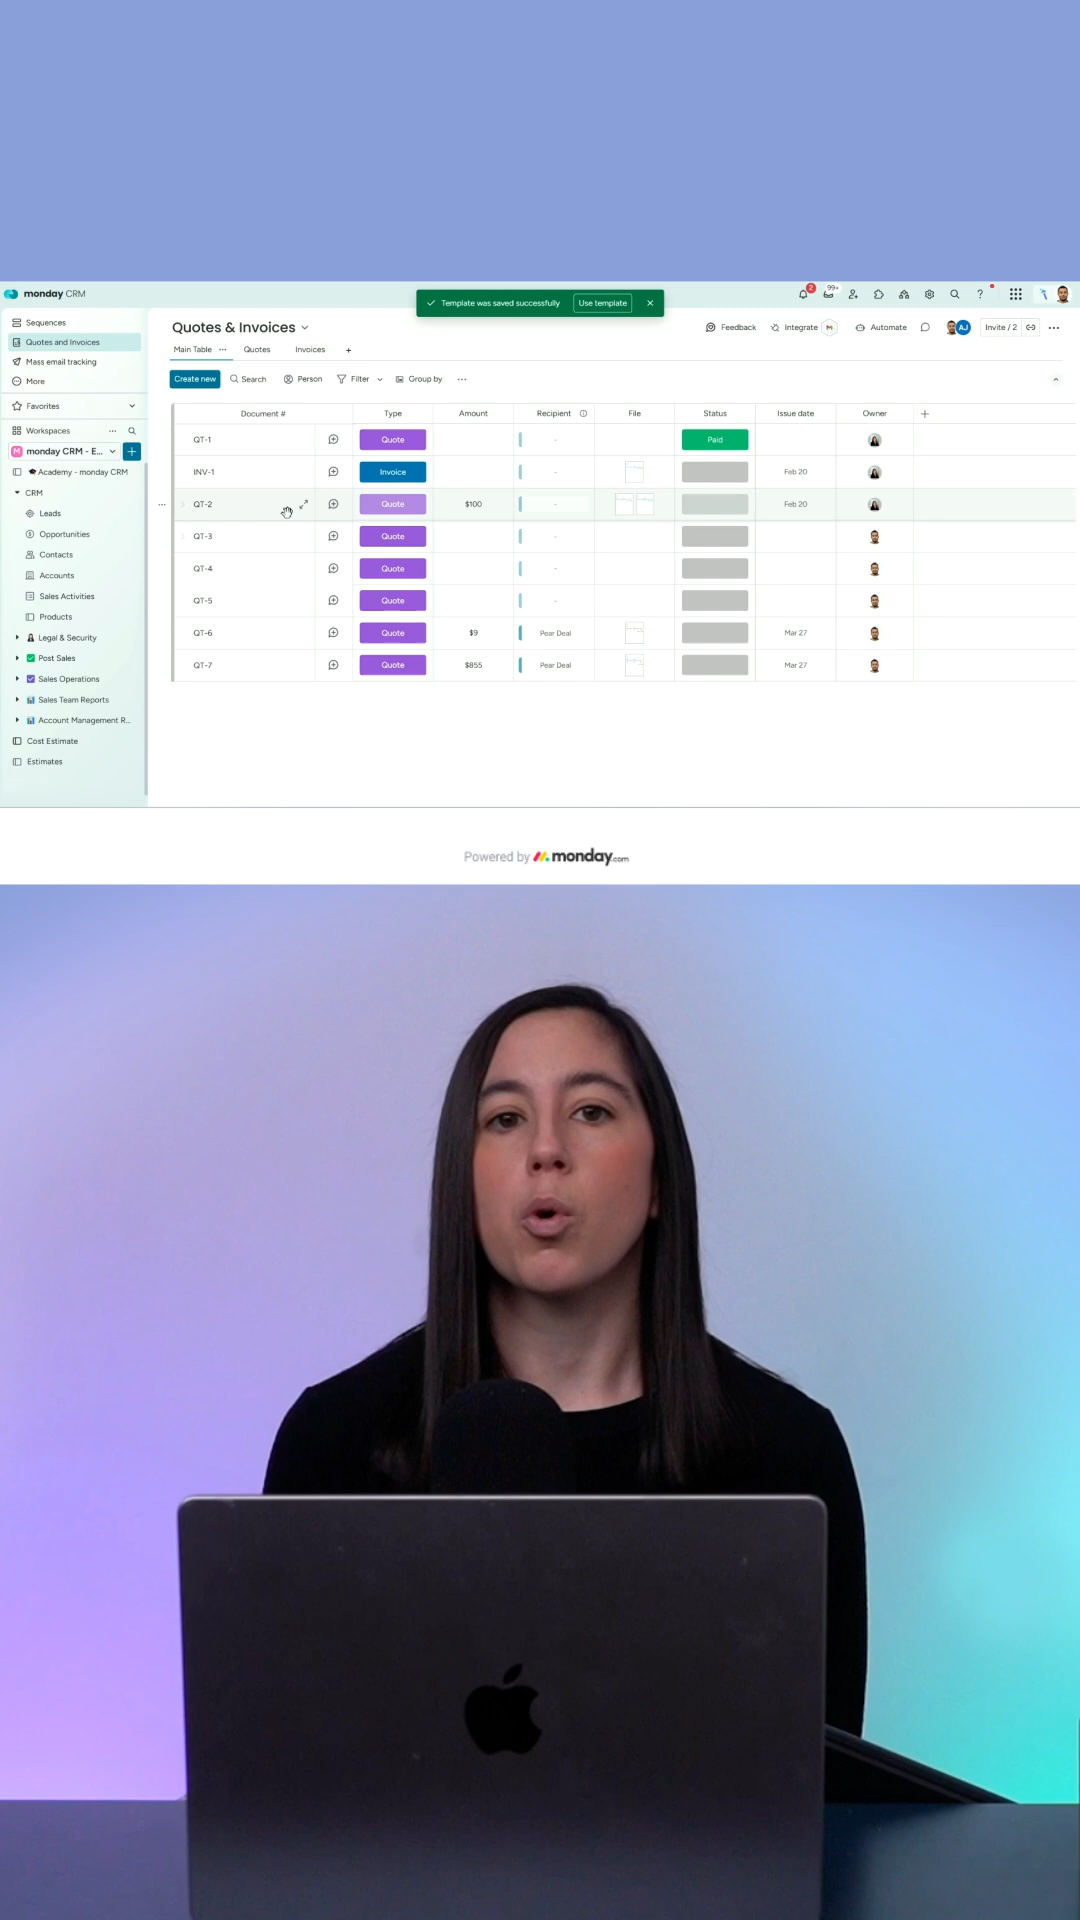 monday CRM
2
99+
?
Template was saved successfully
Use template
Sequences
Quotes and Invoices
Mass email tracking
More
Favorites
Workspaces
M
monday CRM - E...
Academy - monday CRM
CRM
Leads
Opportunities
Contacts
Accounts
Sales Activities
Products
Legal & Security
Post Sales
Sales Operations
Sales Team Reports
Account Management R...
Cost Estimate
Estimates
Quotes & Invoices
Feedback
Integrate
Automate
AJ
Invite / 2
Main Table
Quotes
Invoices
+
Create new
Search
Person
Filter
Group by
Document # Type Amount Recipient File Status Issue date Owner +
QT-1 Quote - Paid
INV-1 Invoice - Feb 20
QT-2 Quote $100 - Feb 20
QT-3 Quote -
QT-4 Quote -
QT-5 Quote -
QT-6 Quote $9 Pear Deal Mar 27
QT-7 Quote $855 Pear Deal Mar 27
Powered by monday.com